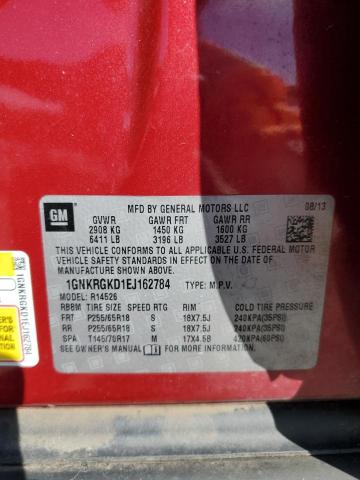 GM
MFD BY GENERAL MOTORS LLC 08/13
GVWR GAWR FRT GAWR RR
2908 KG 1450 KG 1600 KG
6411 LB 3196 LB 3527 LB
THIS VEHICLE CONFORMS TO ALL APPLICABLE U.S. FEDERAL MOTOR
VEHICLE SAFETY STANDARDS IN EFFECT ON THE
DATE OF MANUFACTURE SHOWN ABOVE.
1GNKRGKD1EJ162784 TYPE: M.P.V.
MODEL: R14526
RBBM TIRE SIZE SPEED RTG RIM COLD TIRE PRESSURE
FRT P255/65R18 S 18X7.5J 240KPA(35PSI)
RR P255/65R18 S 18X7.5J 240KPA(35PSI)
SPA T145/70R17 M 17X4.5B 420KPA(60PSI)
SEE OWNER'S MANUAL FOR MORE INFORMATION.
1GNKRGKD1EJ162784